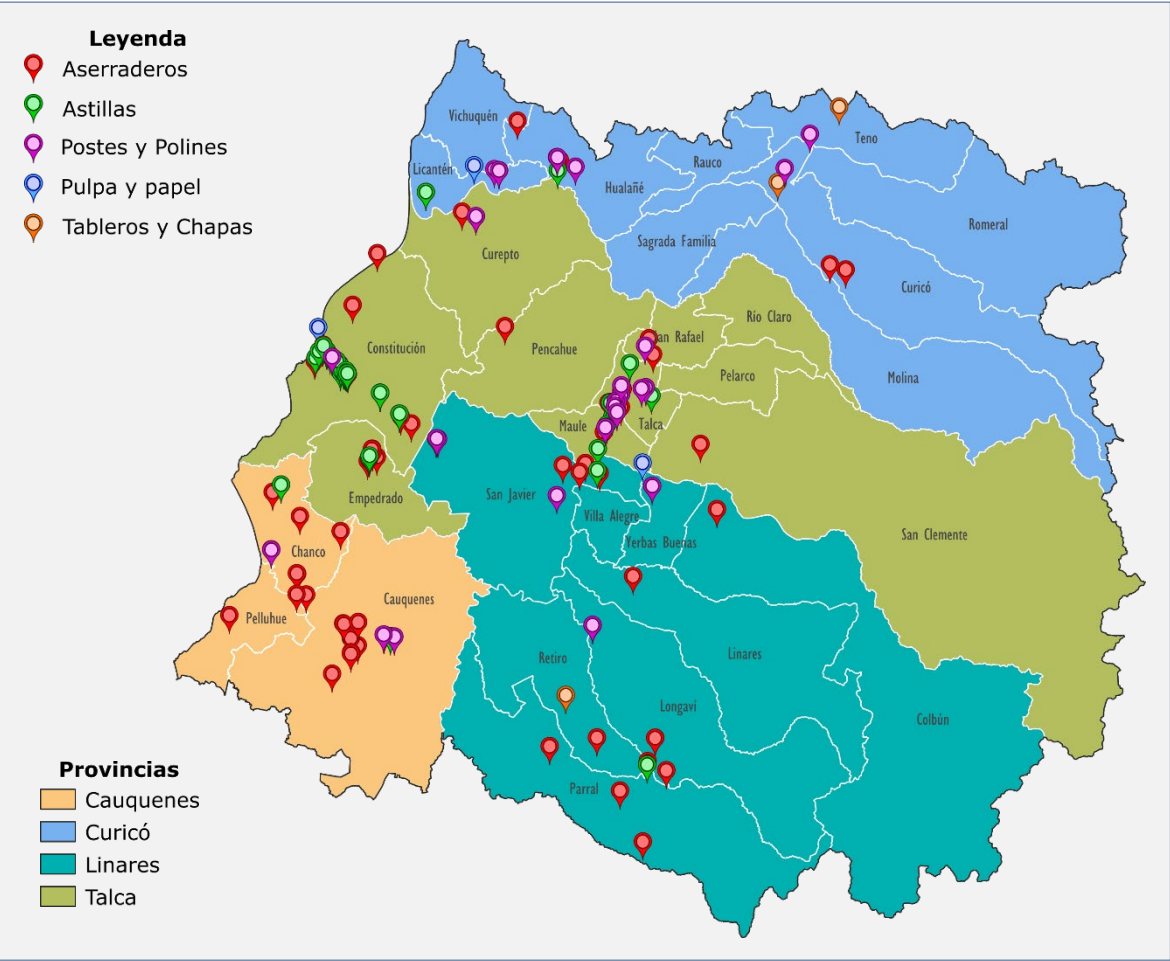 Leyenda
Aserraderos
Astillas
Postes y Polines
Pulpa y papel
Tableros y Chapas
Vichuquén
Teno
Rauco
Licantén
Hualañé
Romeral
Sagrada Familia
Curepto
Curicó
Río Claro
an Rafael
Constitución
Pencahue
Pelarco
Molina
Maule
Talca
San Javier
Empedrado
Villa Alegre
San Clemente
Yerbas Buenas
Chanco
Cauquenes
Pelluhue
Retiro
Linares
Longaví
Colbún
Parral
Provincias
Cauquenes
Curicó
Linares
Talca